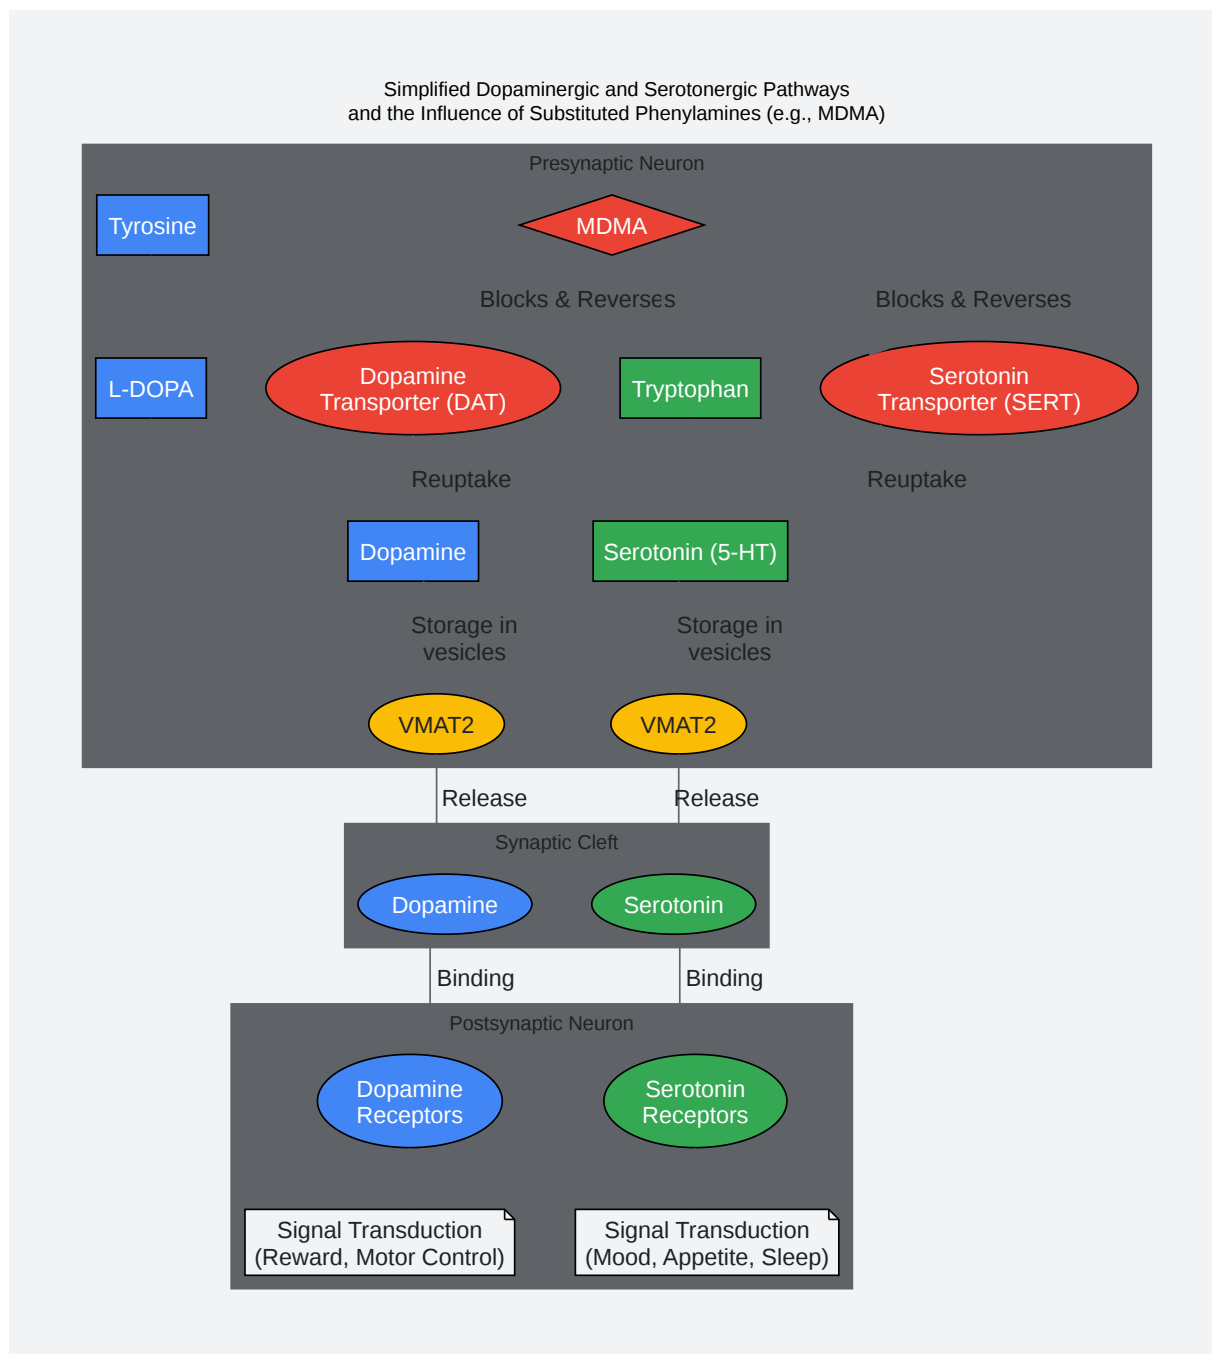 Simplified Dopaminergic and Serotonergic Pathways
and the Influence of Substituted Phenylamines (e.g., MDMA)
Presynaptic Neuron
Tyrosine
MDMA
Blocks & Reverses
Blocks & Reverses
L-DOPA
Dopamine
Transporter (DAT)
Tryptophan
Serotonin
Transporter (SERT)
Reuptake
Reuptake
Dopamine
Serotonin (5-HT)
Storage in
vesicles
Storage in
vesicles
VMAT2
VMAT2
Release
Release
Synaptic Cleft
Dopamine
Serotonin
Binding
Binding
Postsynaptic Neuron
Dopamine
Receptors
Serotonin
Receptors
Signal Transduction
(Reward, Motor Control)
Signal Transduction
(Mood, Appetite, Sleep)